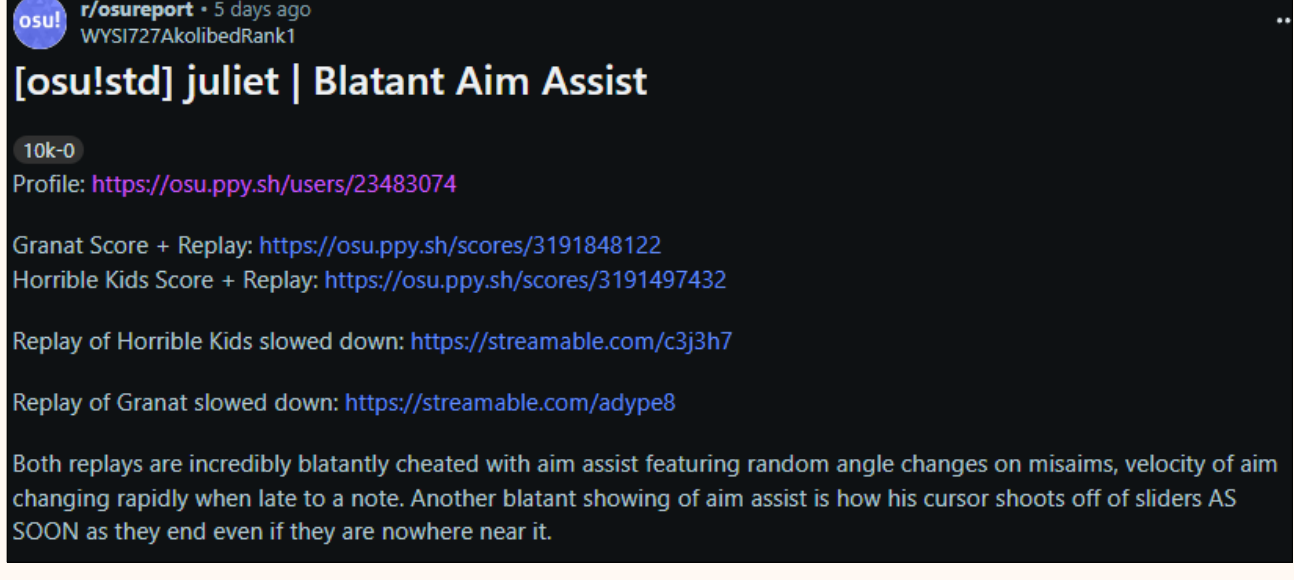 osu! r/osureport • 5 days ago
WYSI727AkolibedRank1
[osu!std] juliet | Blatant Aim Assist
10k-0
Profile: https://osu.ppy.sh/users/23483074
Granat Score + Replay: https://osu.ppy.sh/scores/3191848122
Horrible Kids Score + Replay: https://osu.ppy.sh/scores/3191497432
Replay of Horrible Kids slowed down: https://streamable.com/c3j3h7
Replay of Granat slowed down: https://streamable.com/adype8
Both replays are incredibly blatantly cheated with aim assist featuring random angle changes on misaims, velocity of aim
changing rapidly when late to a note. Another blatant showing of aim assist is how his cursor shoots off of sliders AS
SOON as they end even if they are nowhere near it.